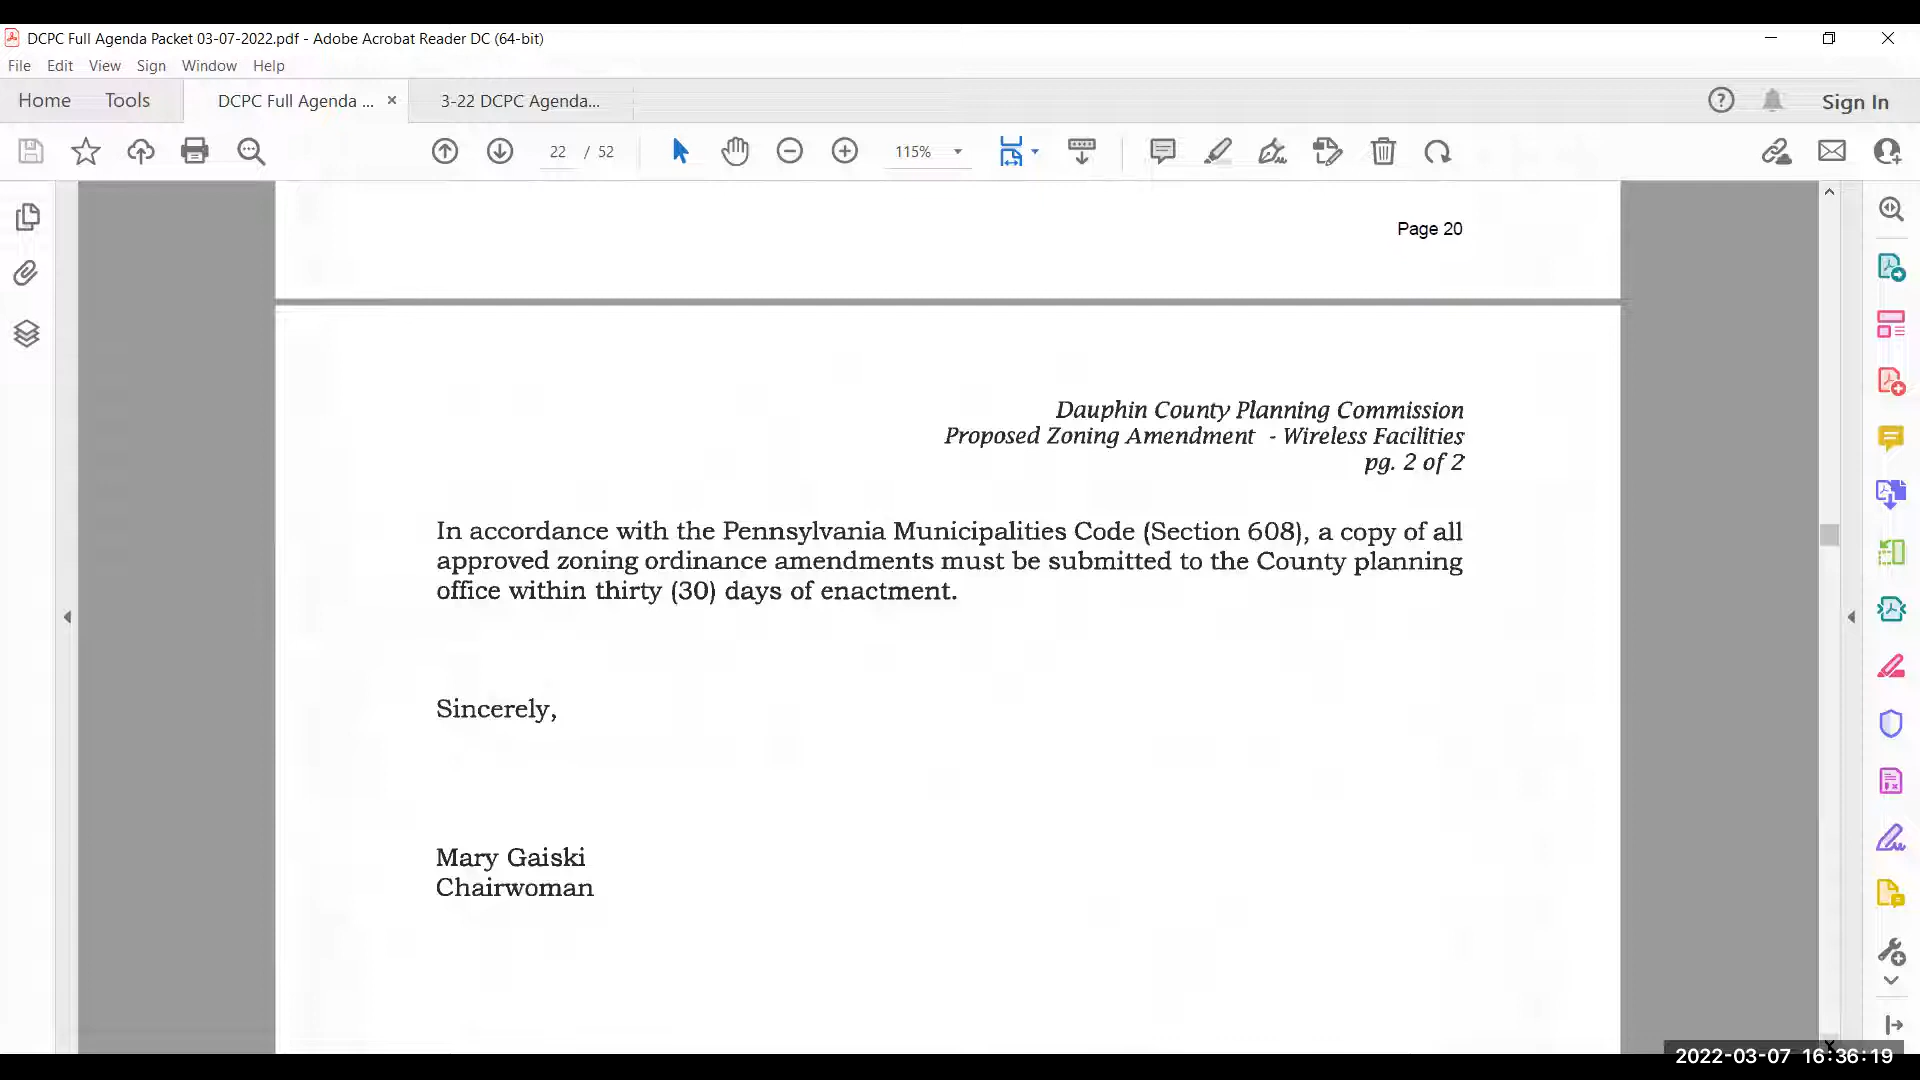 DCPC Full Agenda Packet 03-07-2022.pdf - Adobe Acrobat Reader DC (64-bit)
File Edit View Sign Window Help
Home Tools DCPC Full Agenda ... × 3-22 DCPC Agenda... Sign In
22 / 52 115%
Page 20
Dauphin County Planning Commission
Proposed Zoning Amendment - Wireless Facilities
pg. 2 of 2
In accordance with the Pennsylvania Municipalities Code (Section 608), a copy of all
approved zoning ordinance amendments must be submitted to the County planning
office within thirty (30) days of enactment.
Sincerely,
Mary Gaiski
Chairwoman
2022-03-07 16:36:19